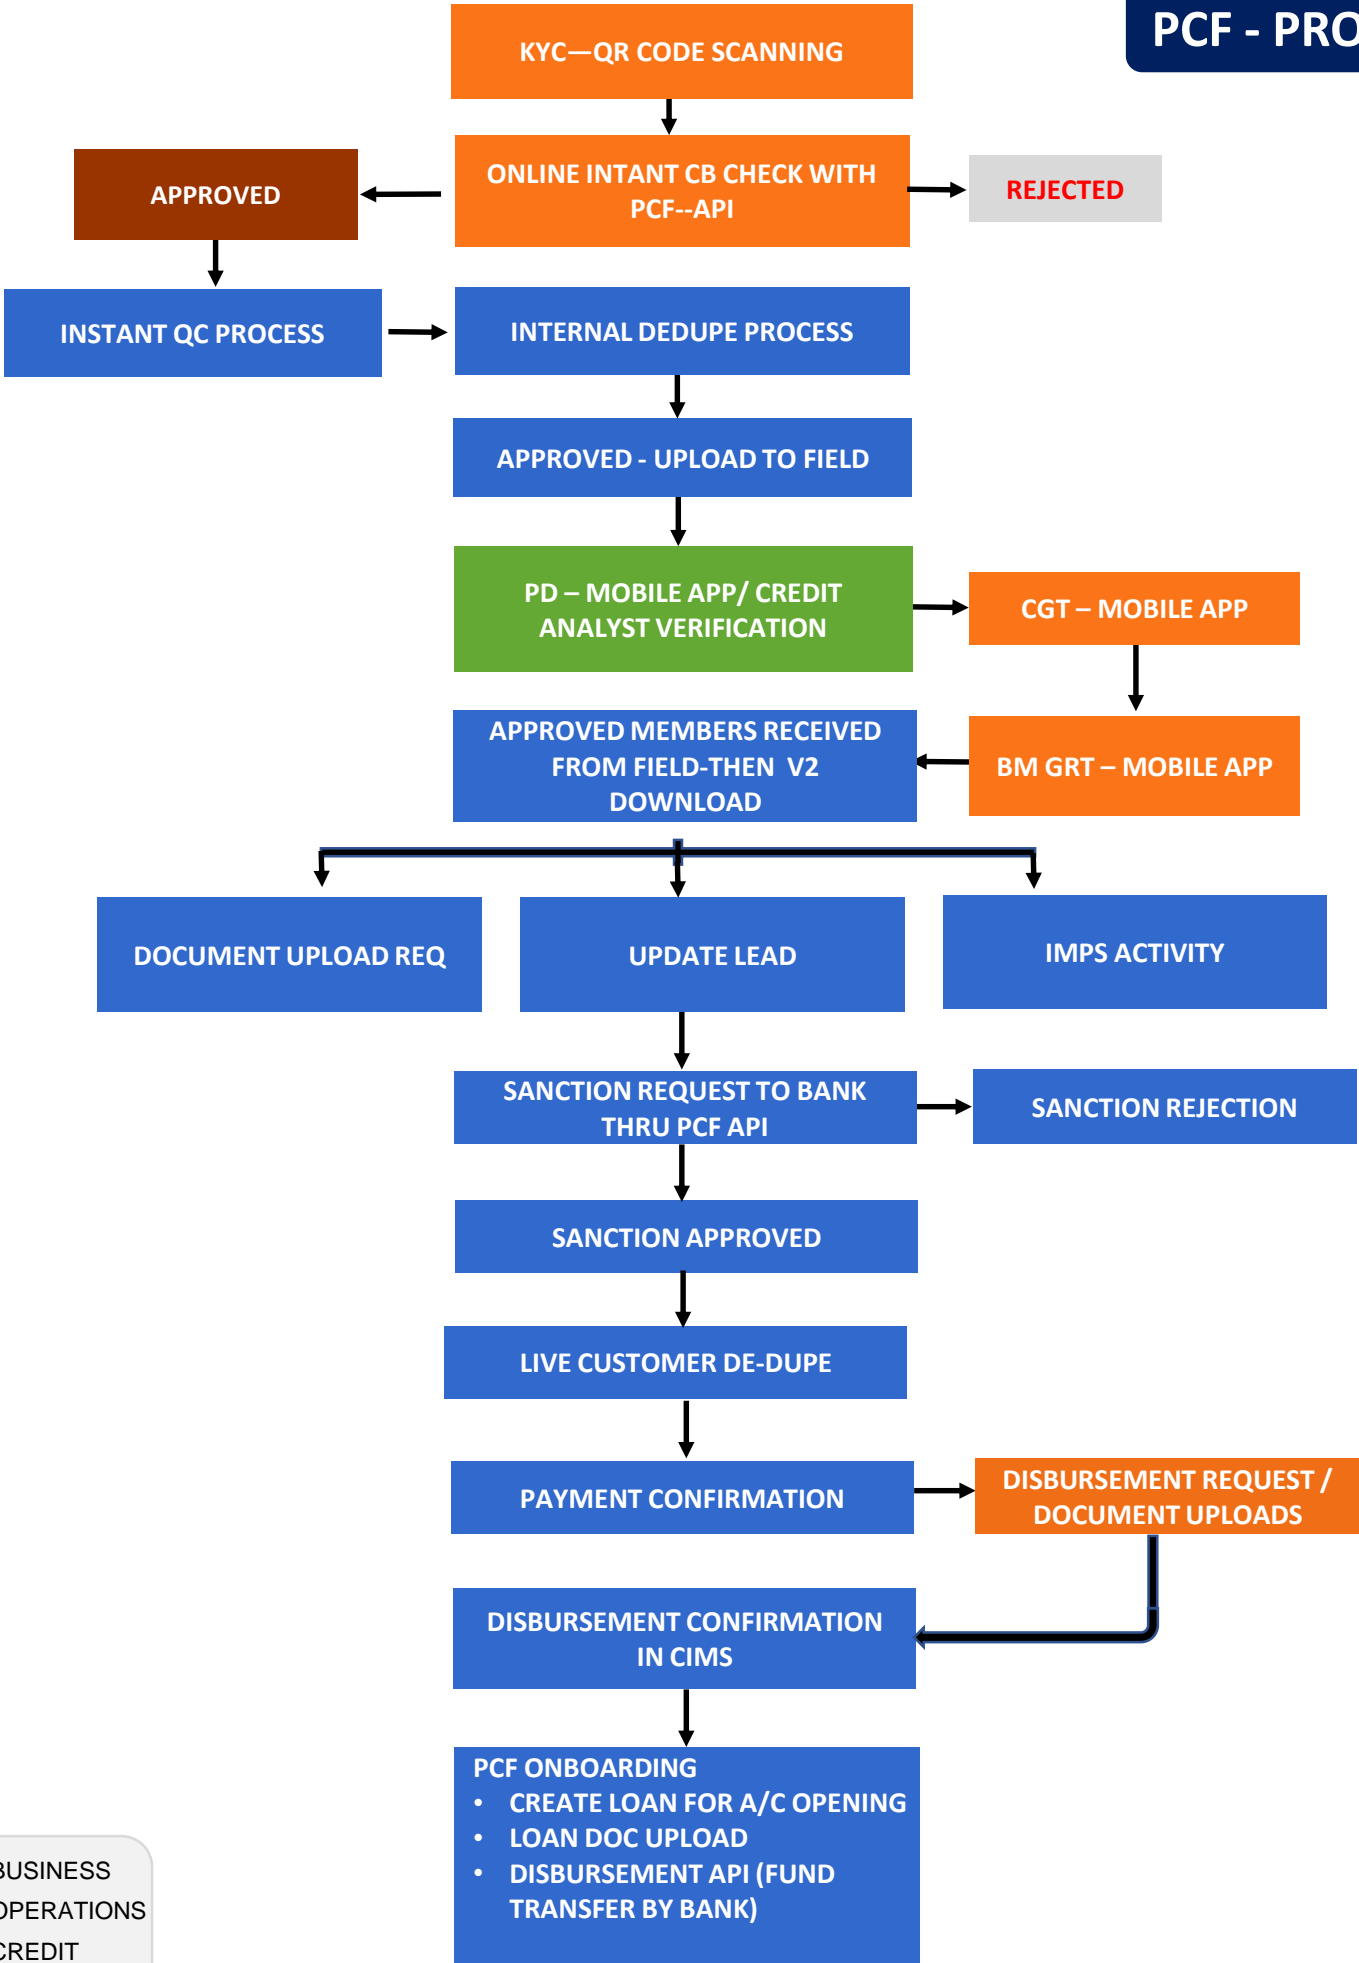 PCF - PRO
KYC—QR CODE SCANNING
APPROVED
ONLINE INTANT CB CHECK WITH
PCF--API
REJECTED
INSTANT QC PROCESS
INTERNAL DEDUPE PROCESS
APPROVED - UPLOAD TO FIELD
PD – MOBILE APP/ CREDIT
ANALYST VERIFICATION
CGT – MOBILE APP
APPROVED MEMBERS RECEIVED
FROM FIELD-THEN V2
DOWNLOAD
BM GRT – MOBILE APP
DOCUMENT UPLOAD REQ
UPDATE LEAD
IMPS ACTIVITY
SANCTION REQUEST TO BANK
THRU PCF API
SANCTION REJECTION
SANCTION APPROVED
LIVE CUSTOMER DE-DUPE
PAYMENT CONFIRMATION
DISBURSEMENT REQUEST /
DOCUMENT UPLOADS
DISBURSEMENT CONFIRMATION
IN CIMS
PCF ONBOARDING
• CREATE LOAN FOR A/C OPENING
• LOAN DOC UPLOAD
• DISBURSEMENT API (FUND
TRANSFER BY BANK)
BUSINESS
OPERATIONS
CREDIT